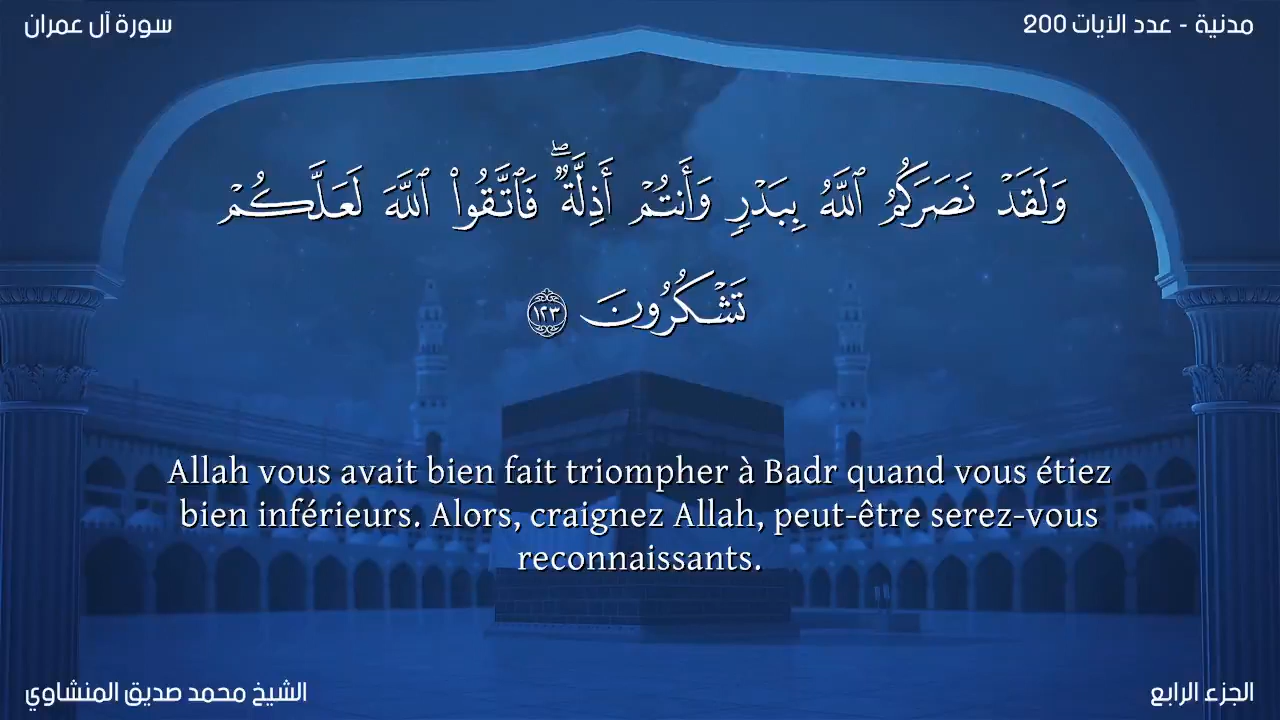 سورة آل عمران
مدنية - عدد الآيات 200
وَلَقَدْ نَصَرَكُمُ ٱللَّهُ بِبَدْرٍ وَأَنتُمْ أَذِلَّةٌ ۖ فَٱتَّقُوا۟ ٱللَّهَ لَعَلَّكُمْ
تَشْكُرُونَ ١٢٣
Allah vous avait bien fait triompher à Badr quand vous étiez
bien inférieurs. Alors, craignez Allah, peut-être serez-vous
reconnaissants.
الشيخ محمد صديق المنشاوي
الجزء الرابع